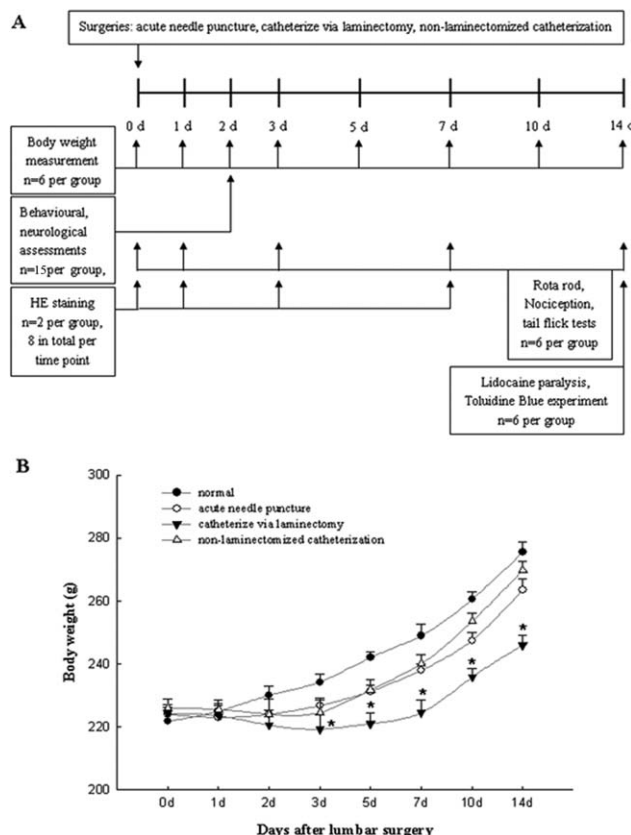 A
Surgeries: acute needle puncture, catheterize via laminectomy, non-laminectomized catheterization
0 d 1 d 2 d 3 d 5 d 7 d 10 d 14 d
Body weight
measurement
n=6 per group
Behavioural,
neurological
assessments
n=15per group,
HE staining
n=2 per group,
8 in total per
time point
Rota rod,
Nociception,
tail flick tests
n=6 per group
Lidocaine paralysis,
Toluidine Blue experiment
n=6 per group
B
300
280
260
240
220
200
Body weight (g)
normal
acute needle puncture
catheterize via laminectomy
non-laminectomized catheterization
* * * * *
0d 1d 2d 3d 5d 7d 10d 14d
Days after lumbar surgery